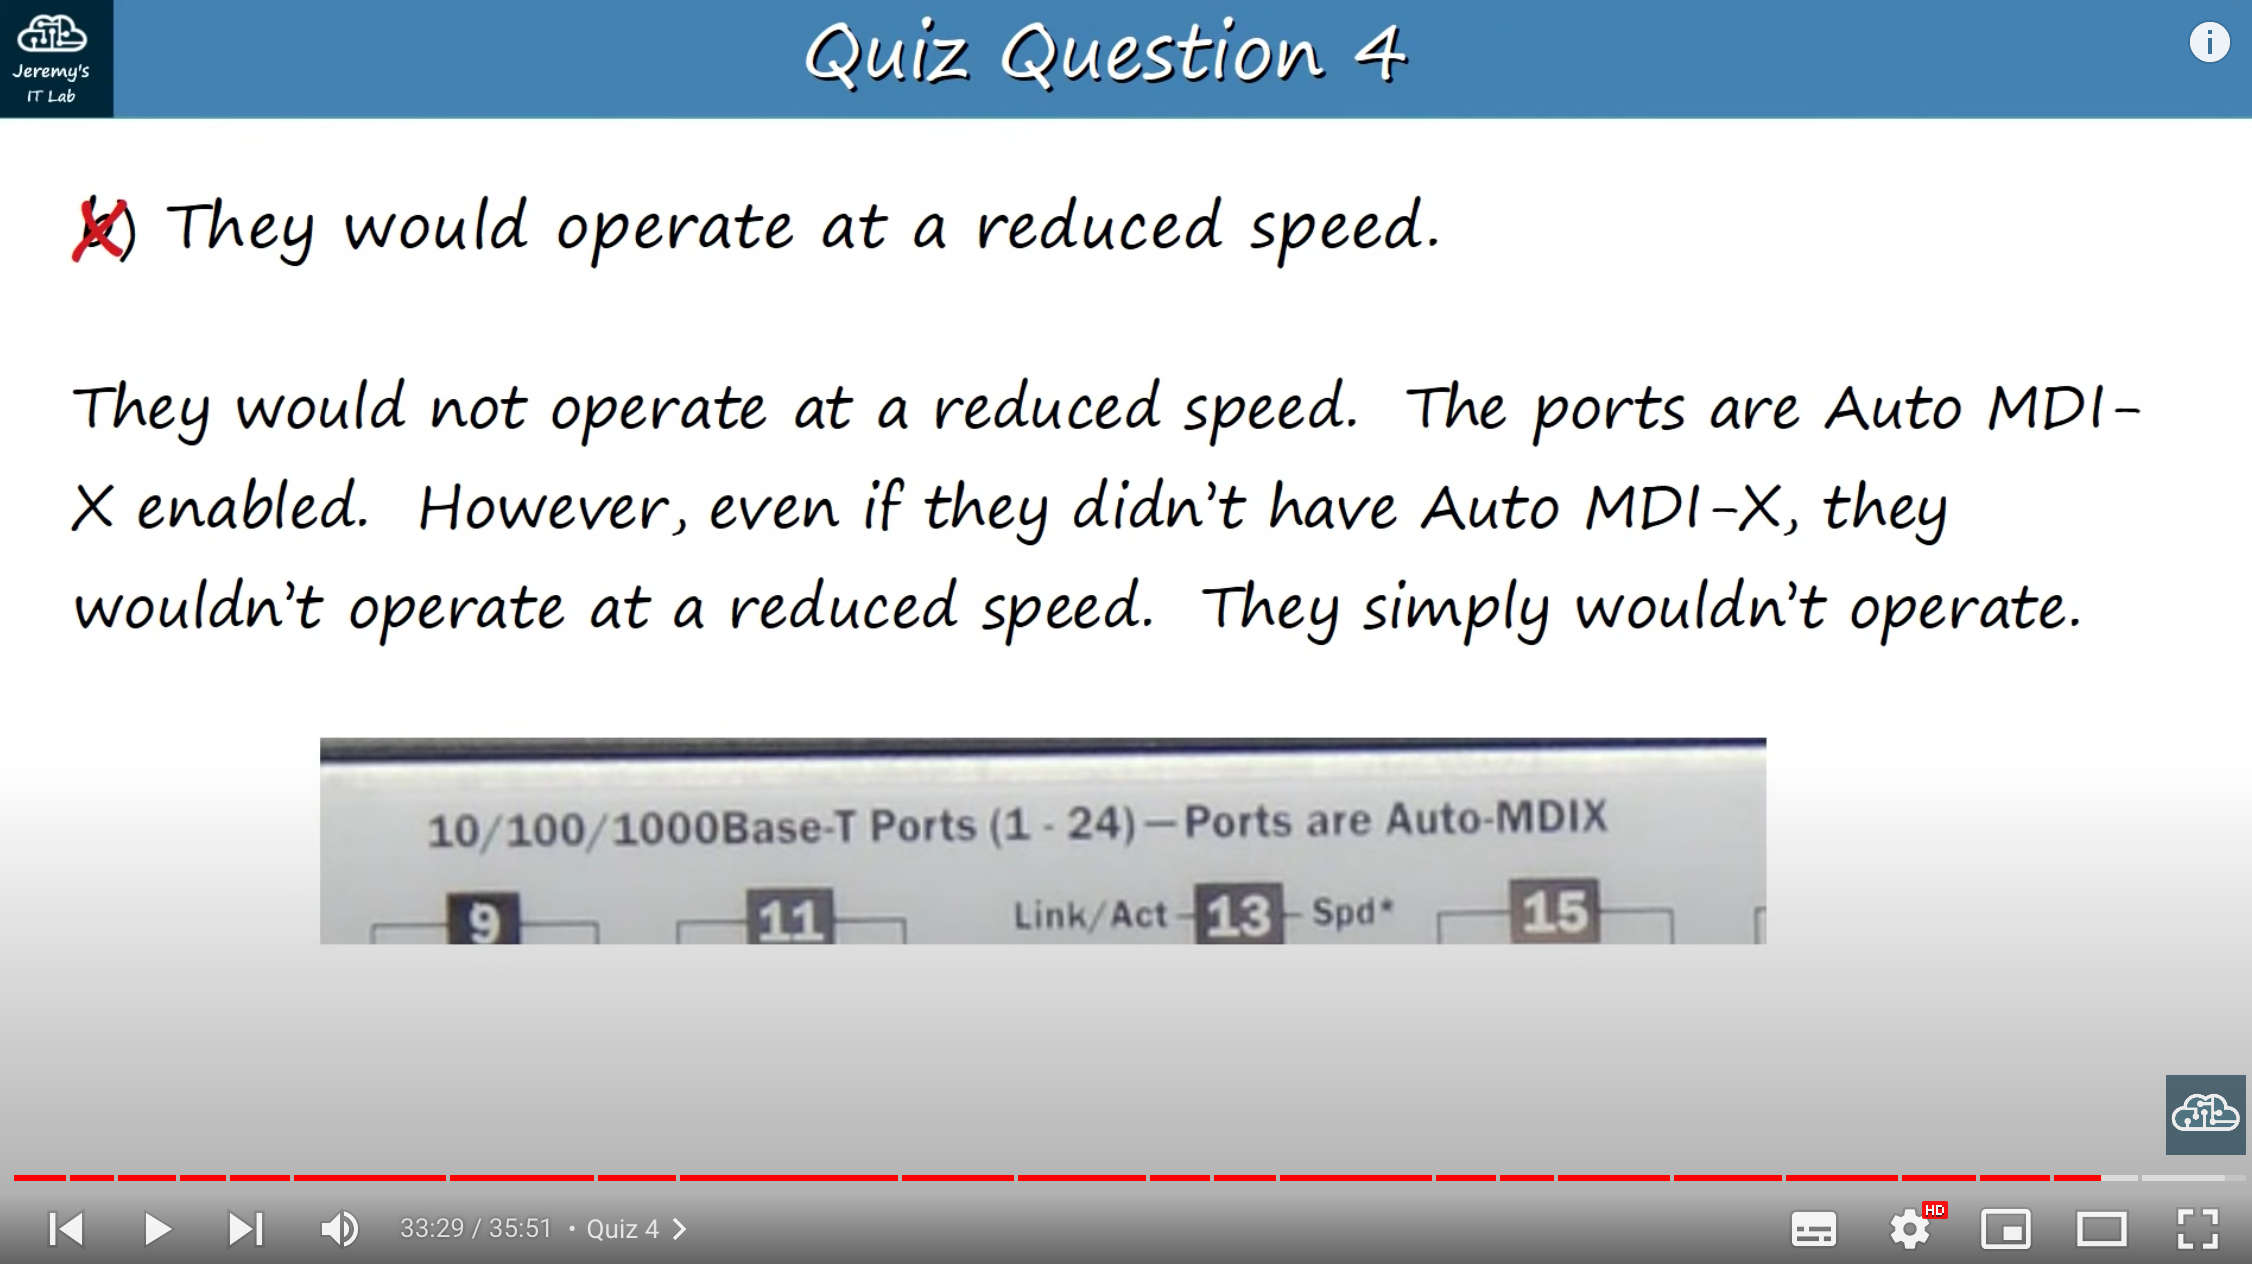 Jeremy's
IT Lab
Quiz Question 4
b) They would operate at a reduced speed.
They would not operate at a reduced speed. The ports are Auto MDI-
X enabled. However, even if they didn't have Auto MDI-X, they
wouldn't operate at a reduced speed. They simply wouldn't operate.
10/100/1000Base-T Ports (1 - 24)—Ports are Auto-MDIX
9 11 Link/Act 13 Spd* 15
33:29 / 35:51 • Quiz 4
HD